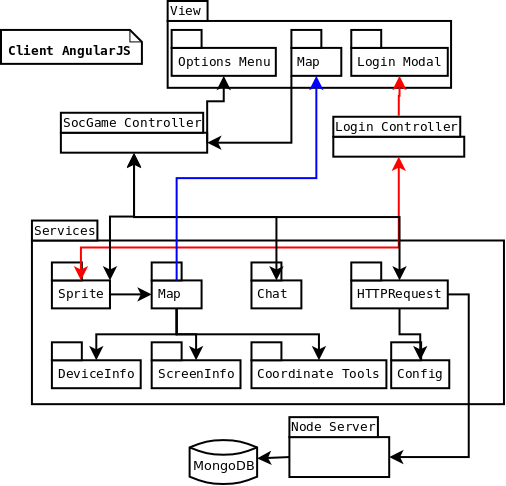 View
Client AngularJS
Options Menu
Map
Login Modal
SocGame Controller
Login Controller
Services
Sprite
Map
Chat
HTTPRequest
DeviceInfo
ScreenInfo
Coordinate Tools
Config
Node Server
MongoDB